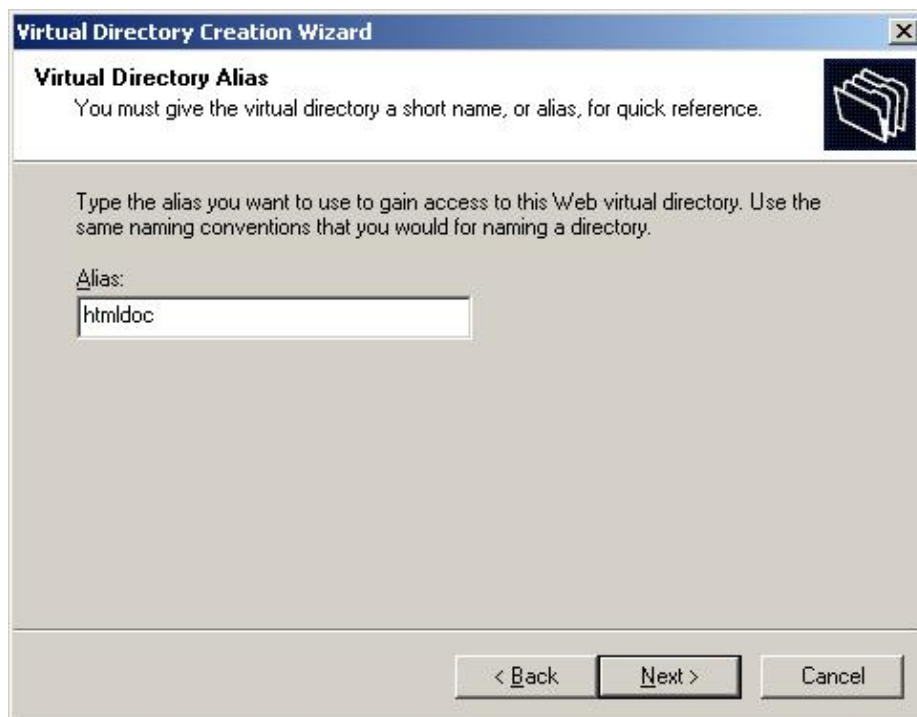 Virtual Directory Creation Wizard
Virtual Directory Alias
You must give the virtual directory a short name, or alias, for quick reference.
Type the alias you want to use to gain access to this Web virtual directory. Use the
same naming conventions that you would for naming a directory.
Alias:
htmldoc
< Back Next > Cancel